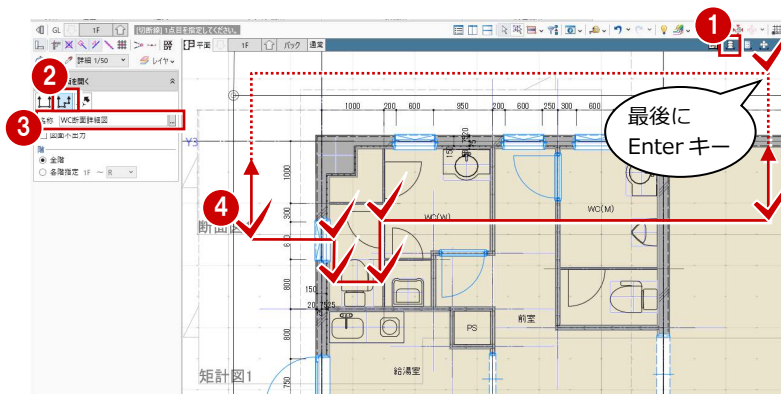 GL 1F [切断線] 1点目を指定してください。
平面 1F バック 通常
詳細 1/50 レイヤ
を開く
名称 WC断面詳細図 ...
図面不出力
階
全階
各階指定 1F ～ R
1
2
3
4
最後に
Enter キー
1000 200 600 950 200 600 250 300 600
Y3
150
1000
300
800
150
800
750
断面図
WC(W)
WC(M)
PS
前室
給湯室
矩計図1